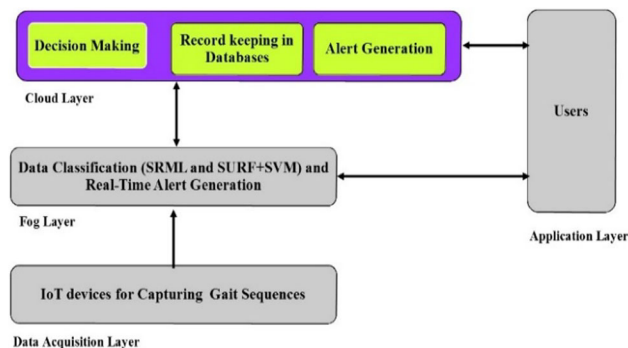 Decision Making
Record keeping in
Databases
Alert Generation
Cloud Layer
Users
Data Classification (SRML and SURF+SVM) and
Real-Time Alert Generation
Fog Layer
Application Layer
IoT devices for Capturing Gait Sequences
Data Acquisition Layer